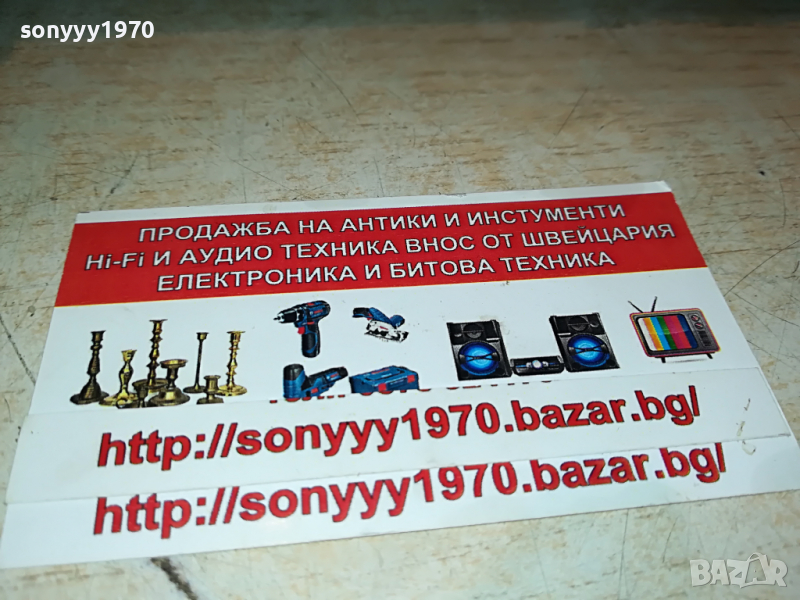 sonyyy1970
ПРОДАЖБА НА АНТИКИ И ИНСТУМЕНТИ
Hi-Fi И АУДИО ТЕХНИКА ВНОС ОТ ШВЕЙЦАРИЯ
ЕЛЕКТРОНИКА И БИТОВА ТЕХНИКА
http://sonyyy1970.bazar.bg/
http://sonyyy1970.bazar.bg/
BAZAR